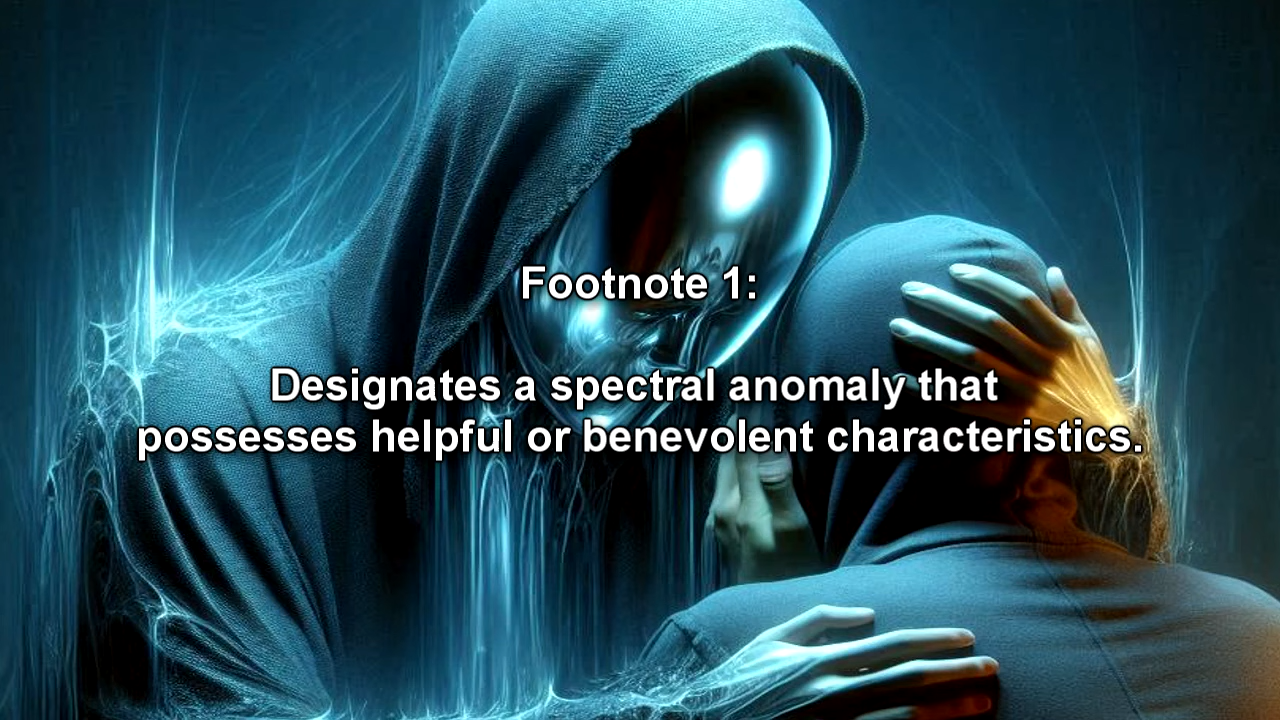 Footnote 1:
Designates a spectral anomaly that
possesses helpful or benevolent characteristics.